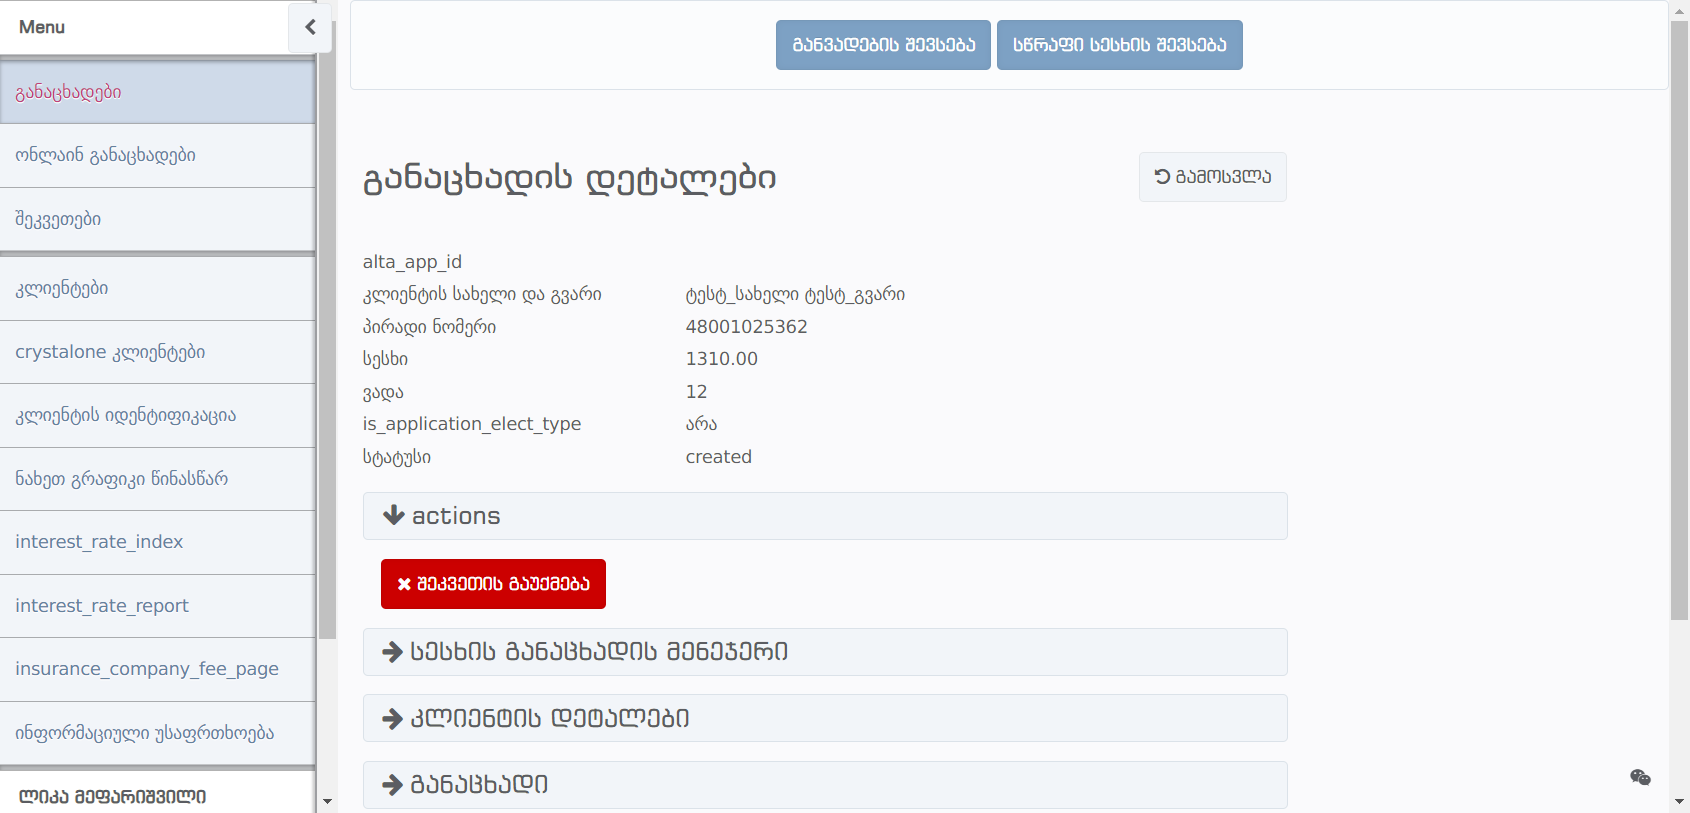 Menu
განაცხადები
ონლაინ განაცხადები
შეკვეთები
კლიენტები
crystalone კლიენტები
კლიენტის იდენტიფიკაცია
ნახეთ გრაფიკი წინასწარ
interest_rate_index
interest_rate_report
insurance_company_fee_page
ინფორმაციული უსაფრთხოება
ლიკა მეფარიშვილი
განვადების შევსება
სწრაფი სესხის შევსება
განაცხადის დეტალები
გამოსვლა
alta_app_id
კლიენტის სახელი და გვარი ტესტ_სახელი ტესტ_გვარი
პირადი ნომერი 48001025362
სესხი 1310.00
ვადა 12
is_application_elect_type არა
სტატუსი created
actions
შეკვეთის გაუქმება
სესხის განაცხადის მენეჯერი
კლიენტის დეტალები
განაცხადი